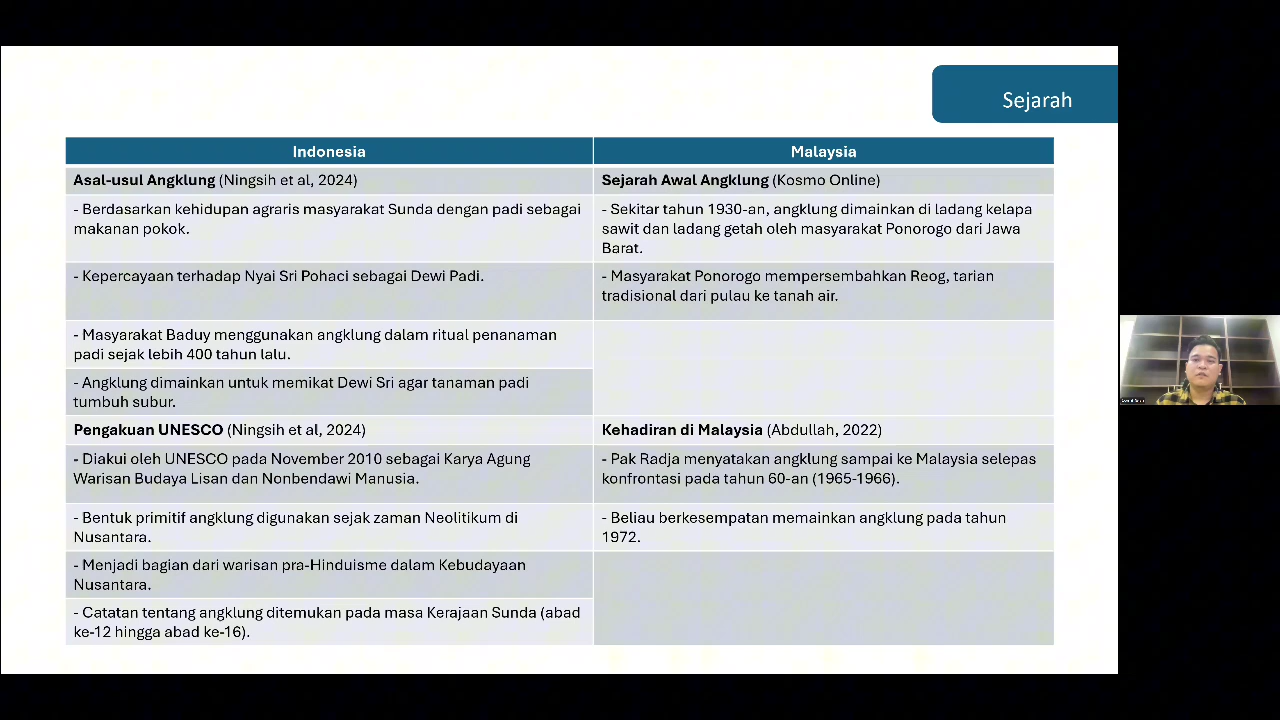 Sejarah
Indonesia
Malaysia
Asal-usul Angklung (Ningsih et al, 2024)
Sejarah Awal Angklung (Kosmo Online)
- Berdasarkan kehidupan agraris masyarakat Sunda dengan padi sebagai
makanan pokok.
- Sekitar tahun 1930-an, angklung dimainkan di ladang kelapa
sawit dan ladang getah oleh masyarakat Ponorogo dari Jawa
Barat.
- Kepercayaan terhadap Nyai Sri Pohaci sebagai Dewi Padi.
- Masyarakat Ponorogo mempersembahkan Reog, tarian
tradisional dari pulau ke tanah air.
- Masyarakat Baduy menggunakan angklung dalam ritual penanaman
padi sejak lebih 400 tahun lalu.
- Angklung dimainkan untuk memikat Dewi Sri agar tanaman padi
tumbuh subur.
Pengakuan UNESCO (Ningsih et al, 2024)
Kehadiran di Malaysia (Abdullah, 2022)
- Diakui oleh UNESCO pada November 2010 sebagai Karya Agung
Warisan Budaya Lisan dan Nonbendawi Manusia.
- Pak Radja menyatakan angklung sampai ke Malaysia selepas
konfrontasi pada tahun 60-an (1965-1966).
- Bentuk primitif angklung digunakan sejak zaman Neolitikum di
Nusantara.
- Beliau berkesempatan memainkan angklung pada tahun
1972.
- Menjadi bagian dari warisan pra-Hinduisme dalam Kebudayaan
Nusantara.
- Catatan tentang angklung ditemukan pada masa Kerajaan Sunda (abad
ke-12 hingga abad ke-16).